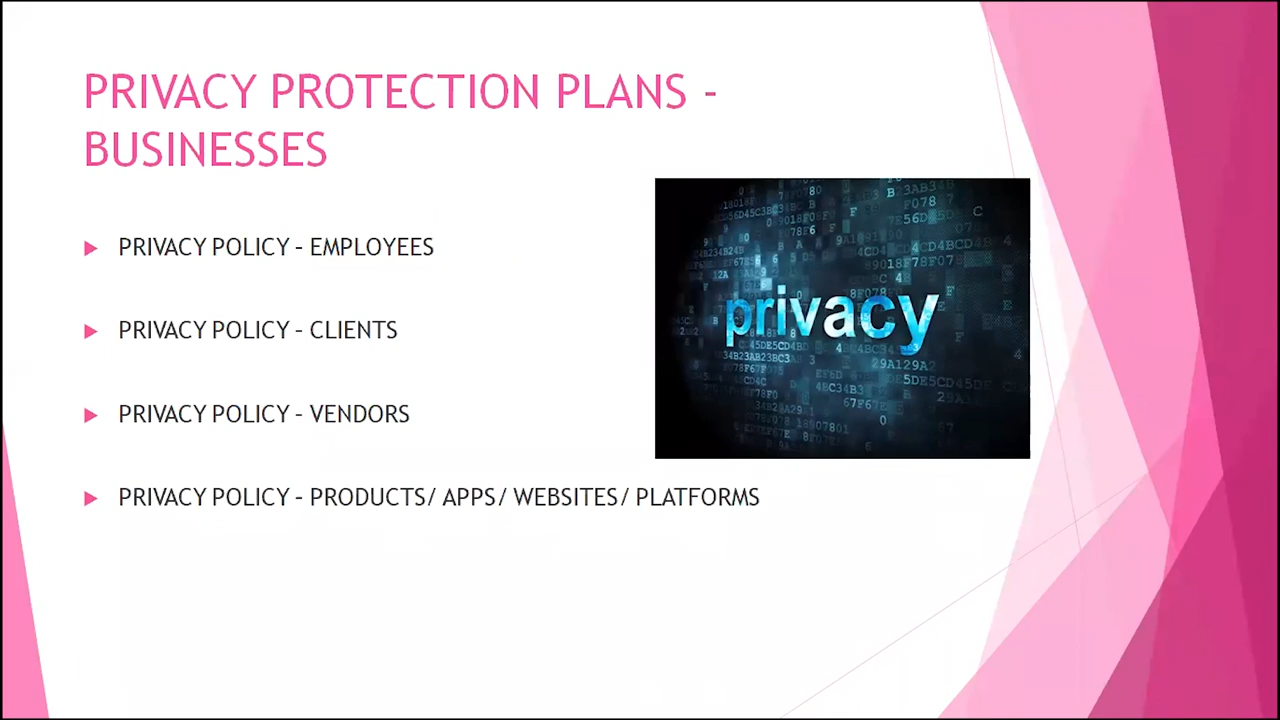 PRIVACY PROTECTION PLANS -
BUSINESSES
PRIVACY POLICY – EMPLOYEES
PRIVACY POLICY – CLIENTS
PRIVACY POLICY – VENDORS
PRIVACY POLICY – PRODUCTS/ APPS/ WEBSITES/ PLATFORMS
privacy